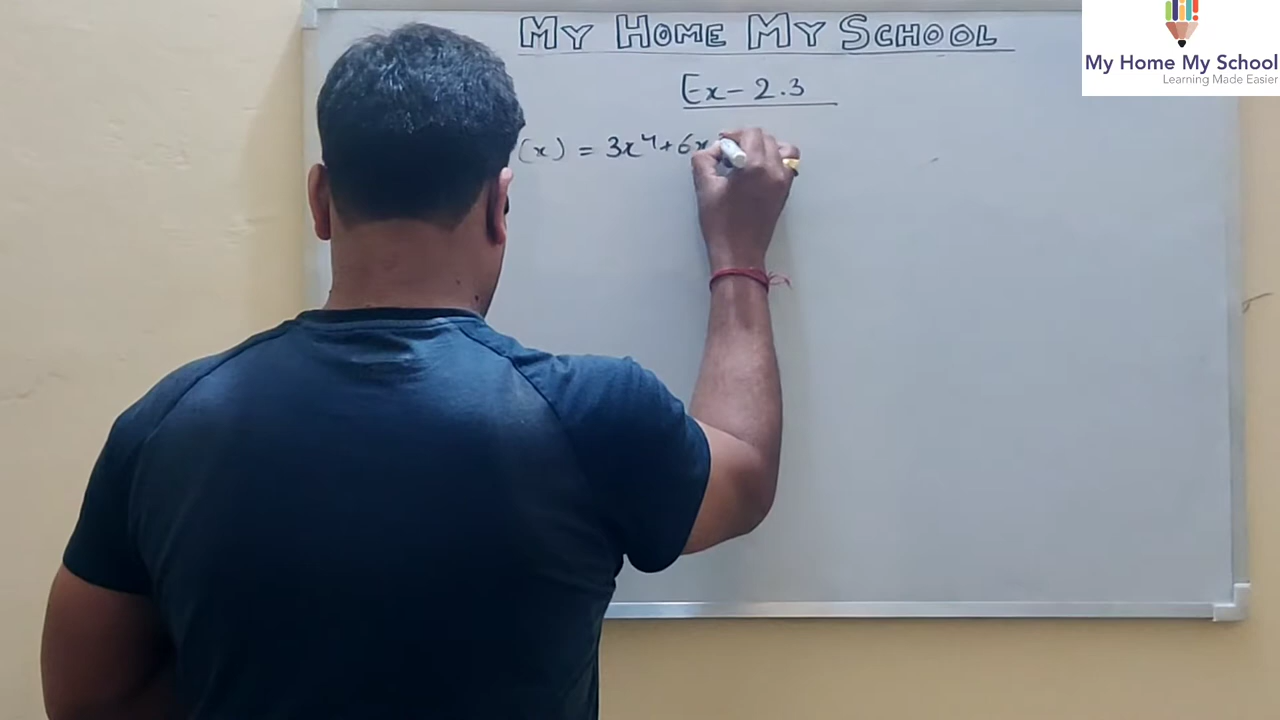 MY HOME MY SCHOOL
My Home My School
Learning Made Easier
Ex - 2.3
(x) = 3x⁴+6x